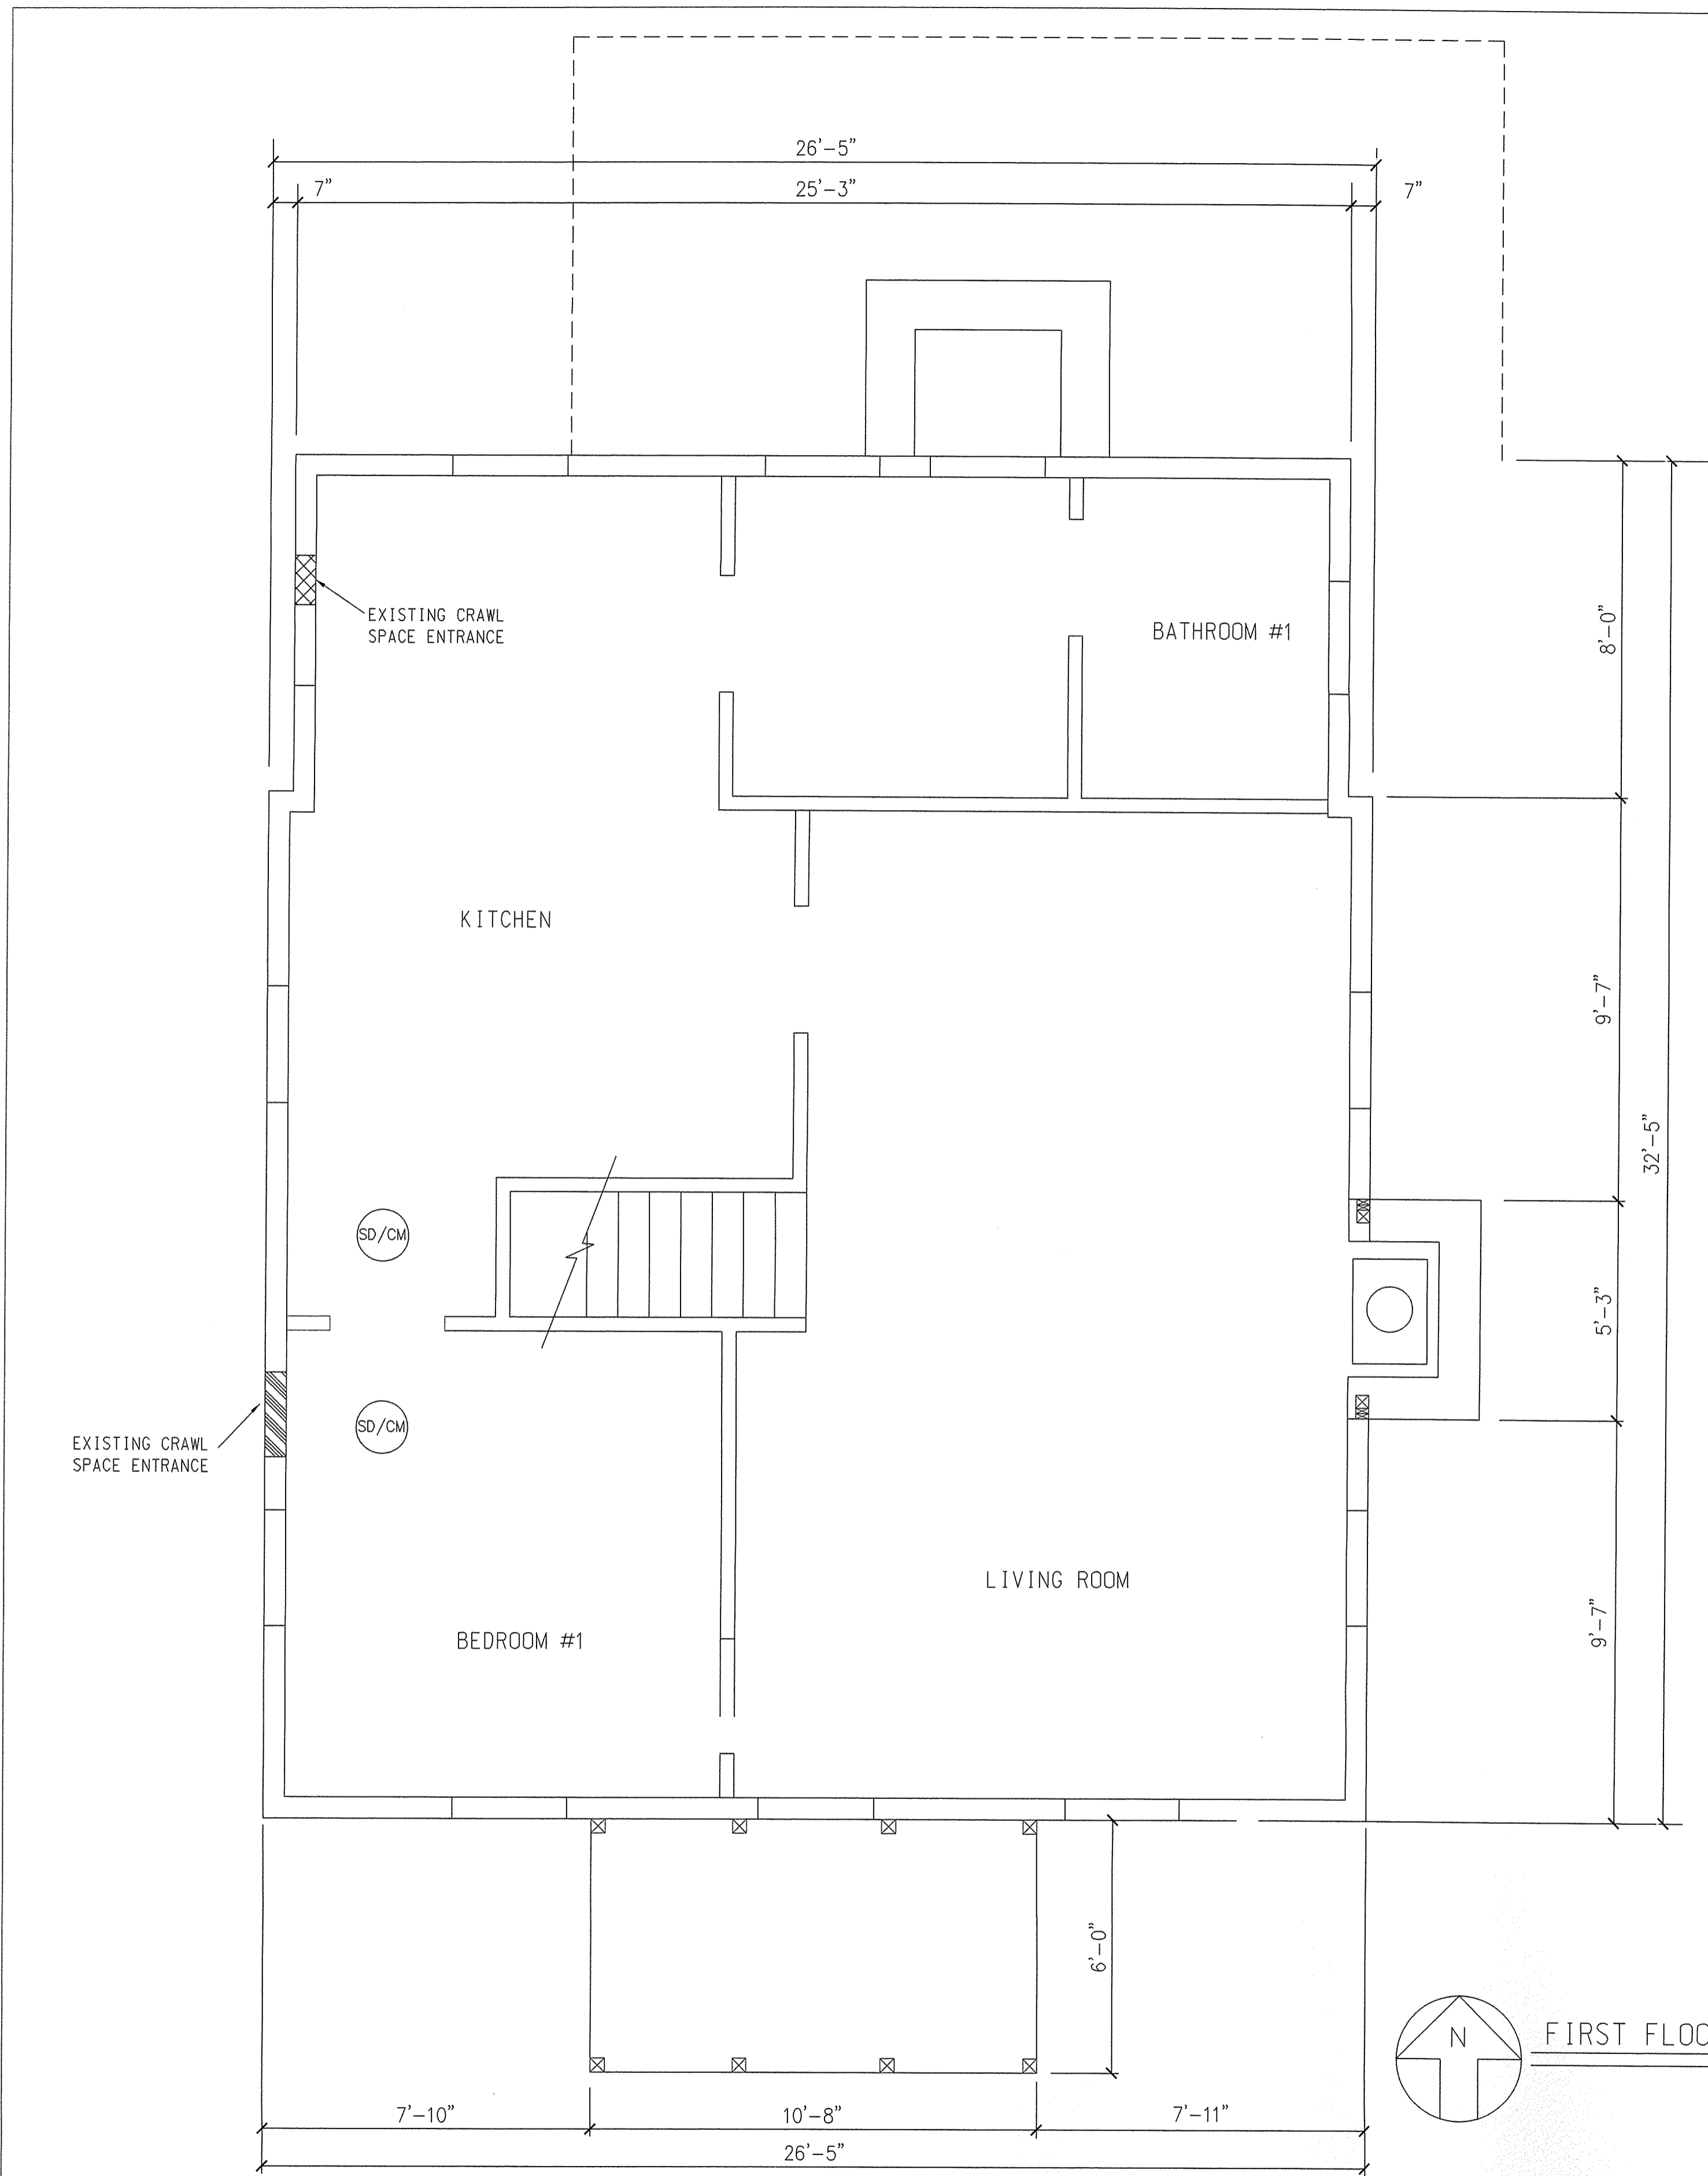 26'-5"
7"
25'-3"
7"
EXISTING CRAWL
SPACE ENTRANCE
BATHROOM #1
8'-0"
KITCHEN
9'-7"
32'-5"
SD/CM
5'-3"
SD/CM
EXISTING CRAWL
SPACE ENTRANCE
LIVING ROOM
9'-7"
BEDROOM #1
6'-0"
N
FIRST FLOO
7'-10"
10'-8"
7'-11"
26'-5"